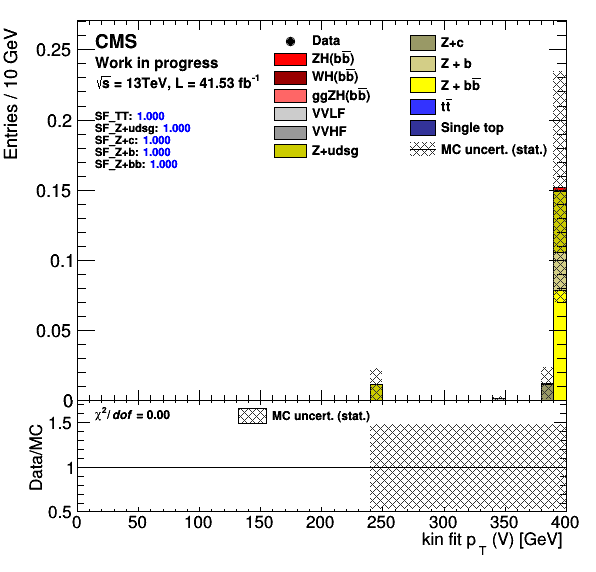 CMS
Work in progress
√s = 13TeV, L = 41.53 fb⁻¹
SF_TT: 1.000
SF_Z+udsg: 1.000
SF_Z+c: 1.000
SF_Z+b: 1.000
SF_Z+bb: 1.000
Data
ZH(bb̅)
WH(bb̅)
ggZH(bb̅)
VVLF
VVHF
Z+udsg
Z+c
Z + b
Z + bb̅
tt̅
Single top
MC uncert. (stat.)
Entries / 10 GeV
0.25
0.2
0.15
0.1
0.05
0
χ²/dof = 0.00
MC uncert. (stat.)
Data/MC
1.5
1
0.5
0 50 100 150 200 250 300 350 400
kin fit p_T (V) [GeV]